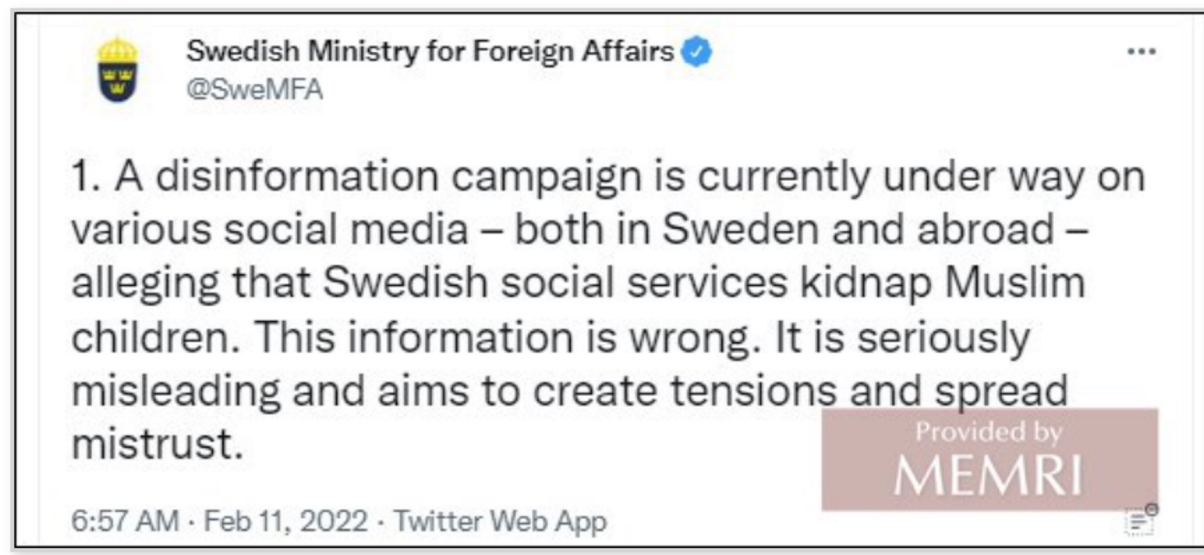 Swedish Ministry for Foreign Affairs
@SweMFA
1. A disinformation campaign is currently under way on
various social media – both in Sweden and abroad –
alleging that Swedish social services kidnap Muslim
children. This information is wrong. It is seriously
misleading and aims to create tensions and spread
mistrust.
Provided by
MEMRI
6:57 AM · Feb 11, 2022 · Twitter Web App